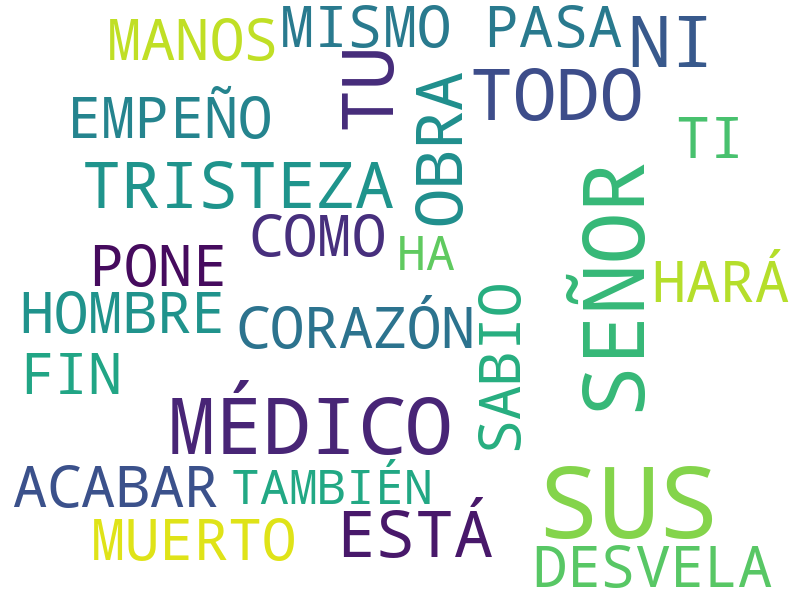 MANOS
MISMO
PASA
NI
TU
EMPEÑO
OBRA
TODO
TI
TRISTEZA
COMO
HA
SEÑOR
PONE
HARÁ
HOMBRE
CORAZÓN
SABIO
FIN
MÉDICO
ACABAR
TAMBIÉN
SUS
MUERTO
ESTÁ
DESVELA